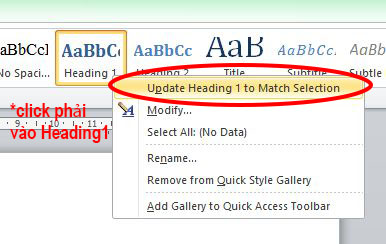 AaBbCcI AaBbCc AaBbCc AaB AaBbCc. AaBbCc
No Spaci... Heading 1 Heading 2 Title Subtitle Subtle
Update Heading 1 to Match Selection
*click phải
vào Heading1
Modify...
Select All: (No Data)
Rename...
Remove from Quick Style Gallery
Add Gallery to Quick Access Toolbar